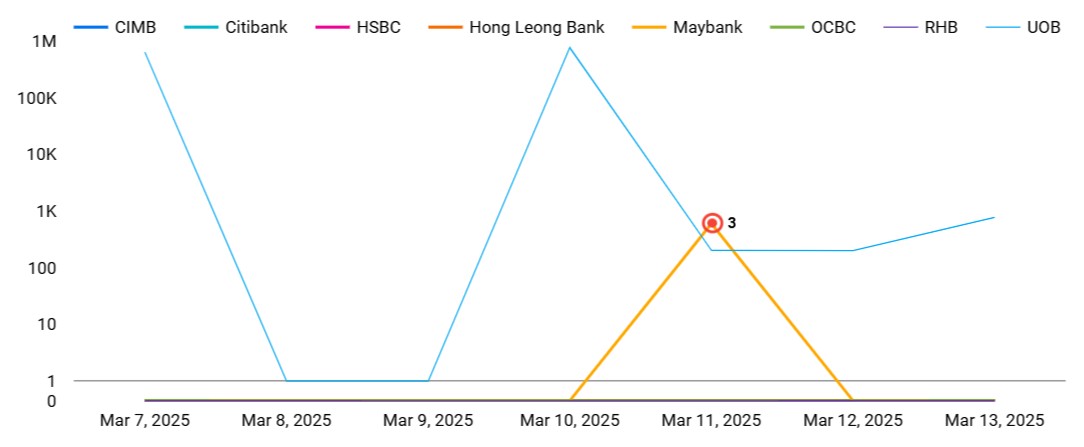 CIMB Citibank HSBC Hong Leong Bank Maybank OCBC RHB UOB
1M
100K
10K
1K
3
100
10
1
0
Mar 7, 2025 Mar 8, 2025 Mar 9, 2025 Mar 10, 2025 Mar 11, 2025 Mar 12, 2025 Mar 13, 2025